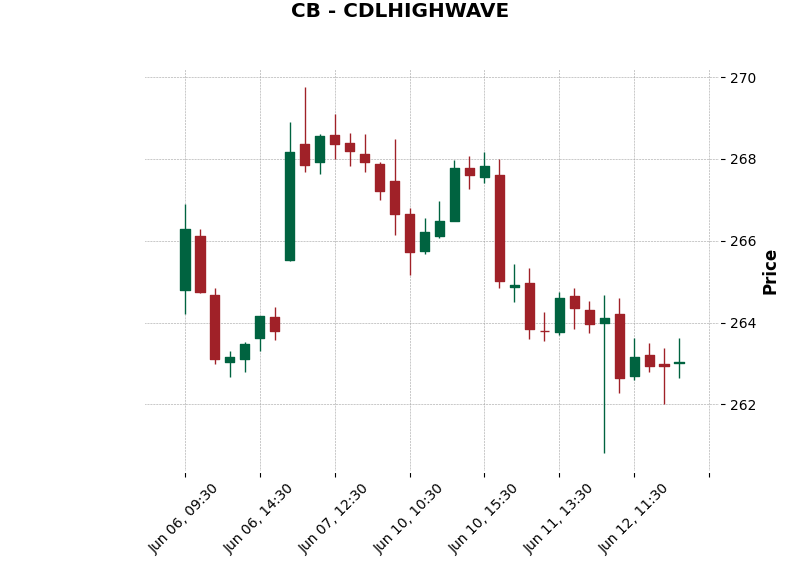 CB - CDLHIGHWAVE
270
268
266
264
262
Price
Jun 06, 09:30
Jun 06, 14:30
Jun 07, 12:30
Jun 10, 10:30
Jun 10, 15:30
Jun 11, 13:30
Jun 12, 11:30